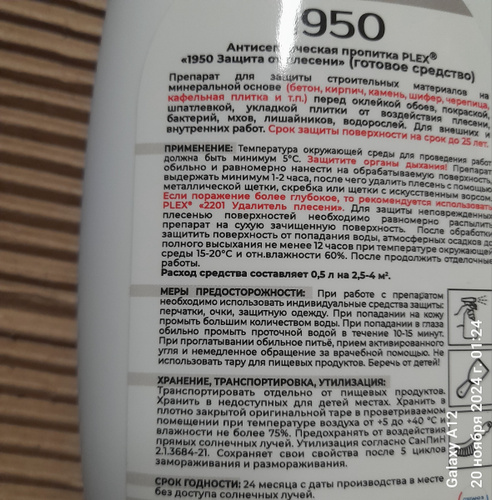 1950
Антисептическая пропитка PLEX®
«1950 Защита от плесени» (готовое средство)
Препарат для защиты строительных материалов на
минеральной основе (бетон, кирпич, камень, шифер, черепица,
кафельная плитка и т.п.) перед оклейкой обоев, покраской,
шпатлевкой, укладкой плитки от воздействия плесени,
бактерий, мхов, лишайников, водорослей. Для внешних и
внутренних работ. Срок защиты поверхности на срок до 25 лет.
ПРИМЕНЕНИЕ: Температура окружающей среды для проведения работ
должна быть минимум 5°С. Защитите органы дыхания! Препарат
обильно и равномерно нанести на обрабатываемую поверхность,
выдержать минимум 1-2 часа, после чего удалить плесень с помощью
металлической щетки, скребка или щетки с искусственным ворсом.
Если поражение более глубокое, то рекомендуется использовать
PLEX® «2201 Удалитель плесени». Для защиты неповрежденных
плесенью поверхностей необходимо равномерно распылить
препарат на сухую зачищенную поверхность. После обработки
защитить поверхность от попадания воды, атмосферных осадков до
полного высыхания не менее 12 часов при температуре окружающей
среды 15-20°С и отн.влажности 60%. После продолжить отделочные
работы.
Расход средства составляет 0,5 л на 2,5-4 м².
МЕРЫ ПРЕДОСТОРОЖНОСТИ: При работе с препаратом
необходимо использовать индивидуальные средства защиты:
перчатки, очки, защитную одежду. При попадании на кожу
промыть большим количеством воды. При попадании в глаза
обильно промыть проточной водой в течение 10-15 минут.
При проглатывании обильное питьё, прием активированного
угля и немедленное обращение за врачебной помощью. Не
использовать тару для пищевых продуктов. Беречь от детей!
ХРАНЕНИЕ, ТРАНСПОРТИРОВКА, УТИЛИЗАЦИЯ:
Транспортировать отдельно от пищевых продуктов.
Хранить в недоступных для детей местах. Хранить в
плотно закрытой оригинальной таре в проветриваемом
помещении при температуре воздуха от +5 до +40 °С и
влажности не более 75%. Предохранять от воздействия
прямых солнечных лучей. Утилизация согласно СанПиН
2.1.3684-21. Сохраняет свои свойства после 5 циклов
замораживания и размораживания.
СРОК ГОДНОСТИ: 24 месяца с даты производства в месте
без доступа солнечных лучей.
Galaxy A12
20 ноября 2024 г. 01:24